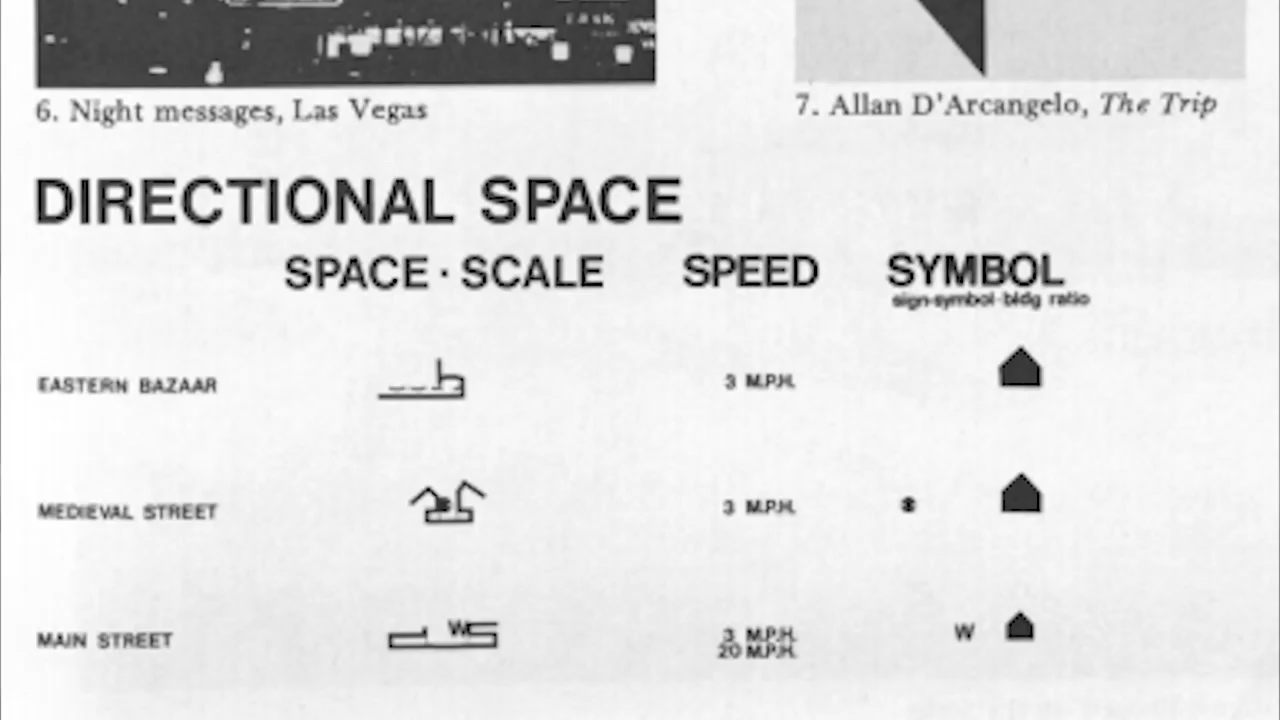 6. Night messages, Las Vegas
7. Allan D'Arcangelo, The Trip
DIRECTIONAL SPACE
SPACE · SCALE SPEED SYMBOL
sign-symbol-bldg ratio
EASTERN BAZAAR 3 M.P.H.
MEDIEVAL STREET 3 M.P.H.
MAIN STREET W 3 M.P.H. W
20 M.P.H.